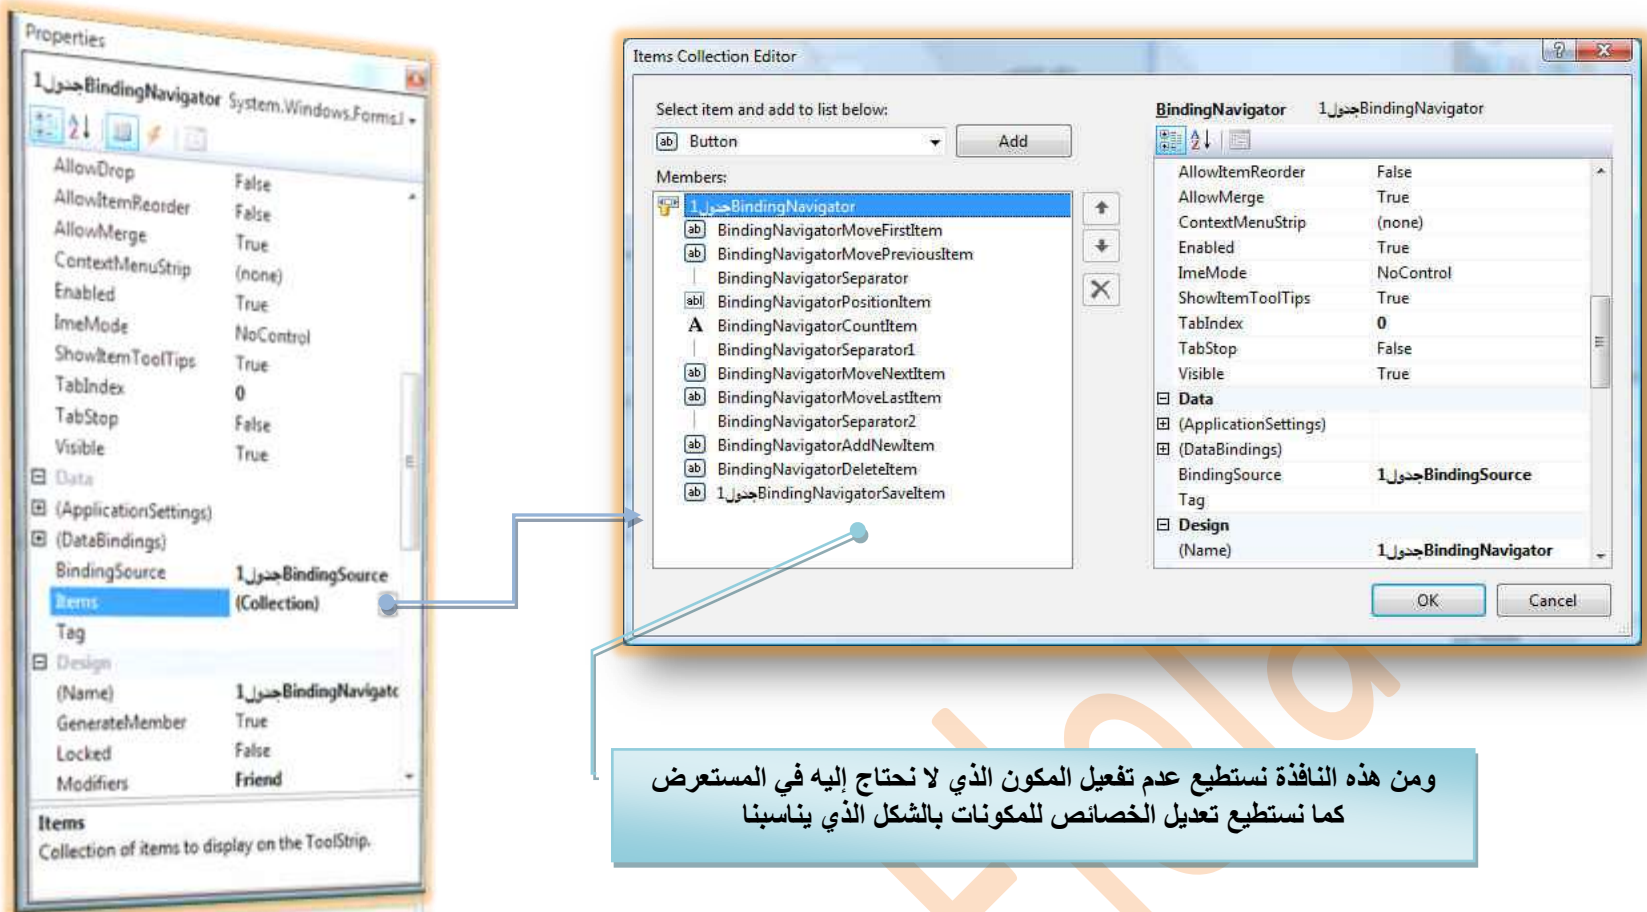 Properties
جدول1BindingNavigator System.Windows.Forms.I
AllowDrop False
AllowItemReorder False
AllowMerge True
ContextMenuStrip (none)
Enabled True
ImeMode NoControl
ShowItemToolTips True
TabIndex 0
TabStop False
Visible True
Data
(ApplicationSettings)
(DataBindings)
BindingSource جدول1BindingSource
Items (Collection)
Tag
Design
(Name) جدول1BindingNavigatc
GenerateMember True
Locked False
Modifiers Friend
Items
Collection of items to display on the ToolStrip.
Items Collection Editor
Select item and add to list below:
Button Add
Members:
جدول1BindingNavigator
BindingNavigatorMoveFirstItem
BindingNavigatorMovePreviousItem
BindingNavigatorSeparator
BindingNavigatorPositionItem
A BindingNavigatorCountItem
BindingNavigatorSeparator1
BindingNavigatorMoveNextItem
BindingNavigatorMoveLastItem
BindingNavigatorSeparator2
BindingNavigatorAddNewItem
BindingNavigatorDeleteItem
جدول1BindingNavigatorSaveItem
BindingNavigator جدول1BindingNavigator
AllowItemReorder False
AllowMerge True
ContextMenuStrip (none)
Enabled True
ImeMode NoControl
ShowItemToolTips True
TabIndex 0
TabStop False
Visible True
Data
(ApplicationSettings)
(DataBindings)
BindingSource جدول1BindingSource
Tag
Design
(Name) جدول1BindingNavigator
OK Cancel
ومن هذه النافذة نستطيع عدم تفعيل المكون الذي لا نحتاج إليه في المستعرض
كما نستطيع تعديل الخصائص للمكونات بالشكل الذي يناسبنا